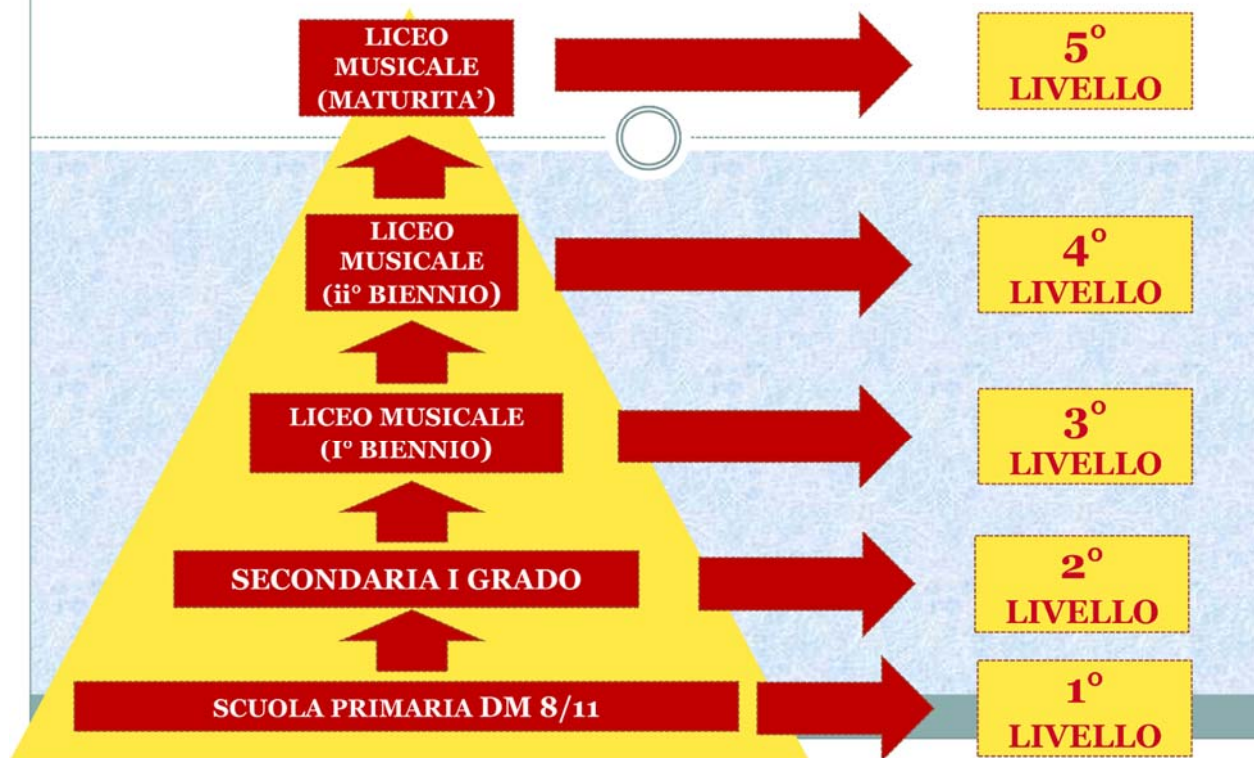 LICEO
MUSICALE
(MATURITA’)
5°
LIVELLO
LICEO
MUSICALE
(ii° BIENNIO)
4°
LIVELLO
LICEO MUSICALE
(I° BIENNIO)
3°
LIVELLO
SECONDARIA I GRADO
2°
LIVELLO
SCUOLA PRIMARIA DM 8/11
1°
LIVELLO